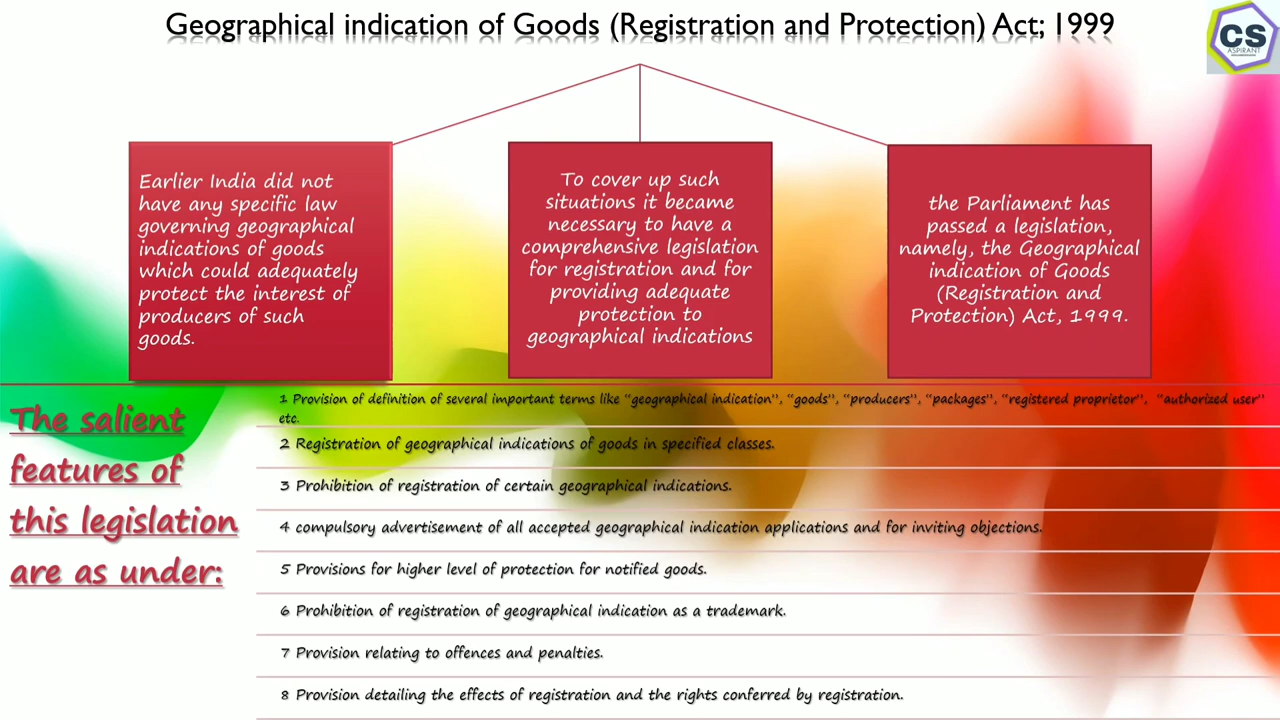 Geographical indication of Goods (Registration and Protection) Act; 1999
CS
ASPIRANT
Earlier India did not
have any specific law
governing geographical
indications of goods
which could adequately
protect the interest of
producers of such
goods.
To cover up such
situations it became
necessary to have a
comprehensive legislation
for registration and for
providing adequate
protection to
geographical indications
the Parliament has
passed a legislation,
namely, the Geographical
indication of Goods
(Registration and
Protection) Act, 1999.
The salient
features of
this legislation
are as under:
1 Provision of definition of several important terms like “geographical indication”, “goods”, “producers”, “packages”, “registered proprietor”, “authorized user”
etc.
2 Registration of geographical indications of goods in specified classes.
3 Prohibition of registration of certain geographical indications.
4 compulsory advertisement of all accepted geographical indication applications and for inviting objections.
5 Provisions for higher level of protection for notified goods.
6 Prohibition of registration of geographical indication as a trademark.
7 Provision relating to offences and penalties.
8 Provision detailing the effects of registration and the rights conferred by registration.